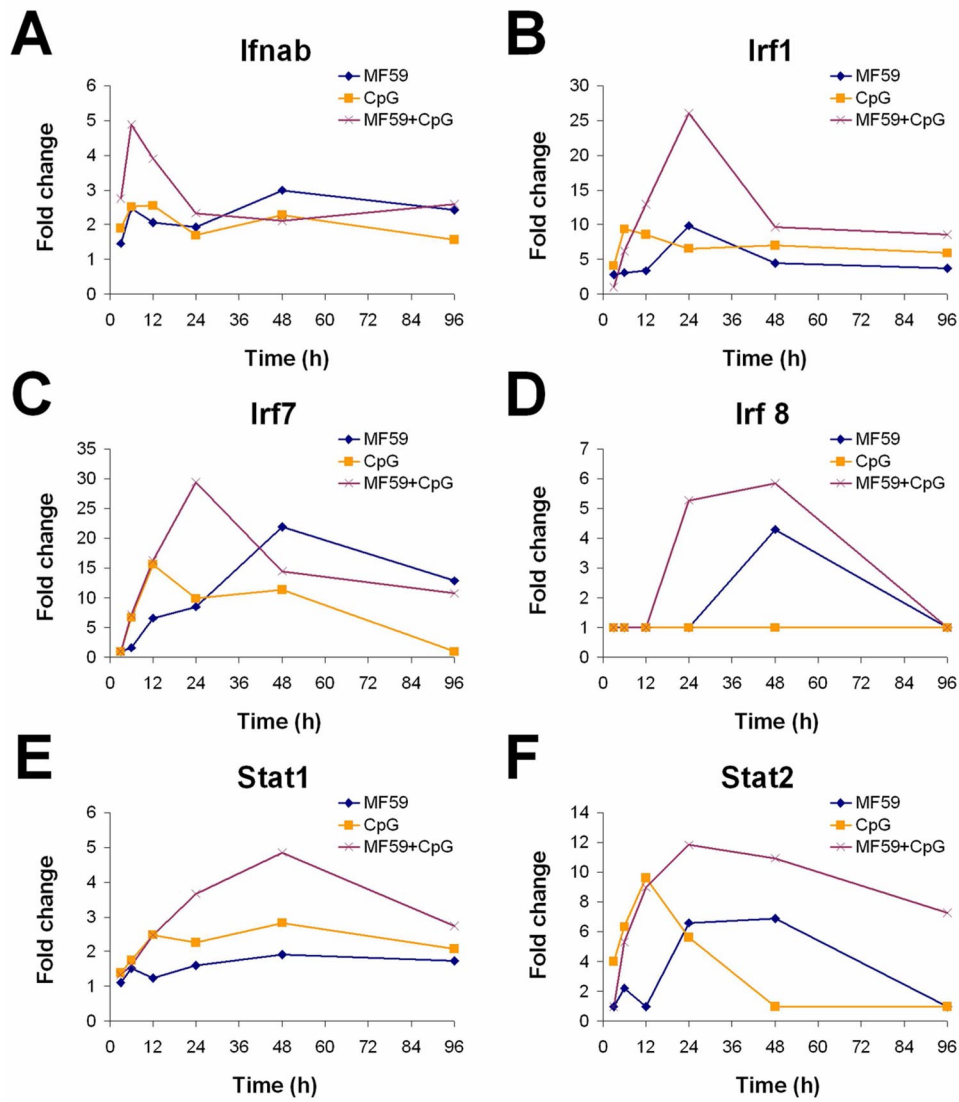 A
Ifnab
MF59
CpG
MF59+CpG
Fold change
6
5
4
3
2
1
0
0 12 24 36 48 60 72 84 96
Time (h)
B
Irf1
MF59
CpG
MF59+CpG
Fold change
30
25
20
15
10
5
0
0 12 24 36 48 60 72 84 96
Time (h)
C
Irf7
MF59
CpG
MF59+CpG
Fold change
35
30
25
20
15
10
5
0
0 12 24 36 48 60 72 84 96
Time (h)
D
Irf 8
MF59
CpG
MF59+CpG
Fold change
7
6
5
4
3
2
1
0
0 12 24 36 48 60 72 84 96
Time (h)
E
Stat1
MF59
CpG
MF59+CpG
Fold change
6
5
4
3
2
1
0
0 12 24 36 48 60 72 84 96
Time (h)
F
Stat2
MF59
CpG
MF59+CpG
Fold change
14
12
10
8
6
4
2
0
0 12 24 36 48 60 72 84 96
Time (h)